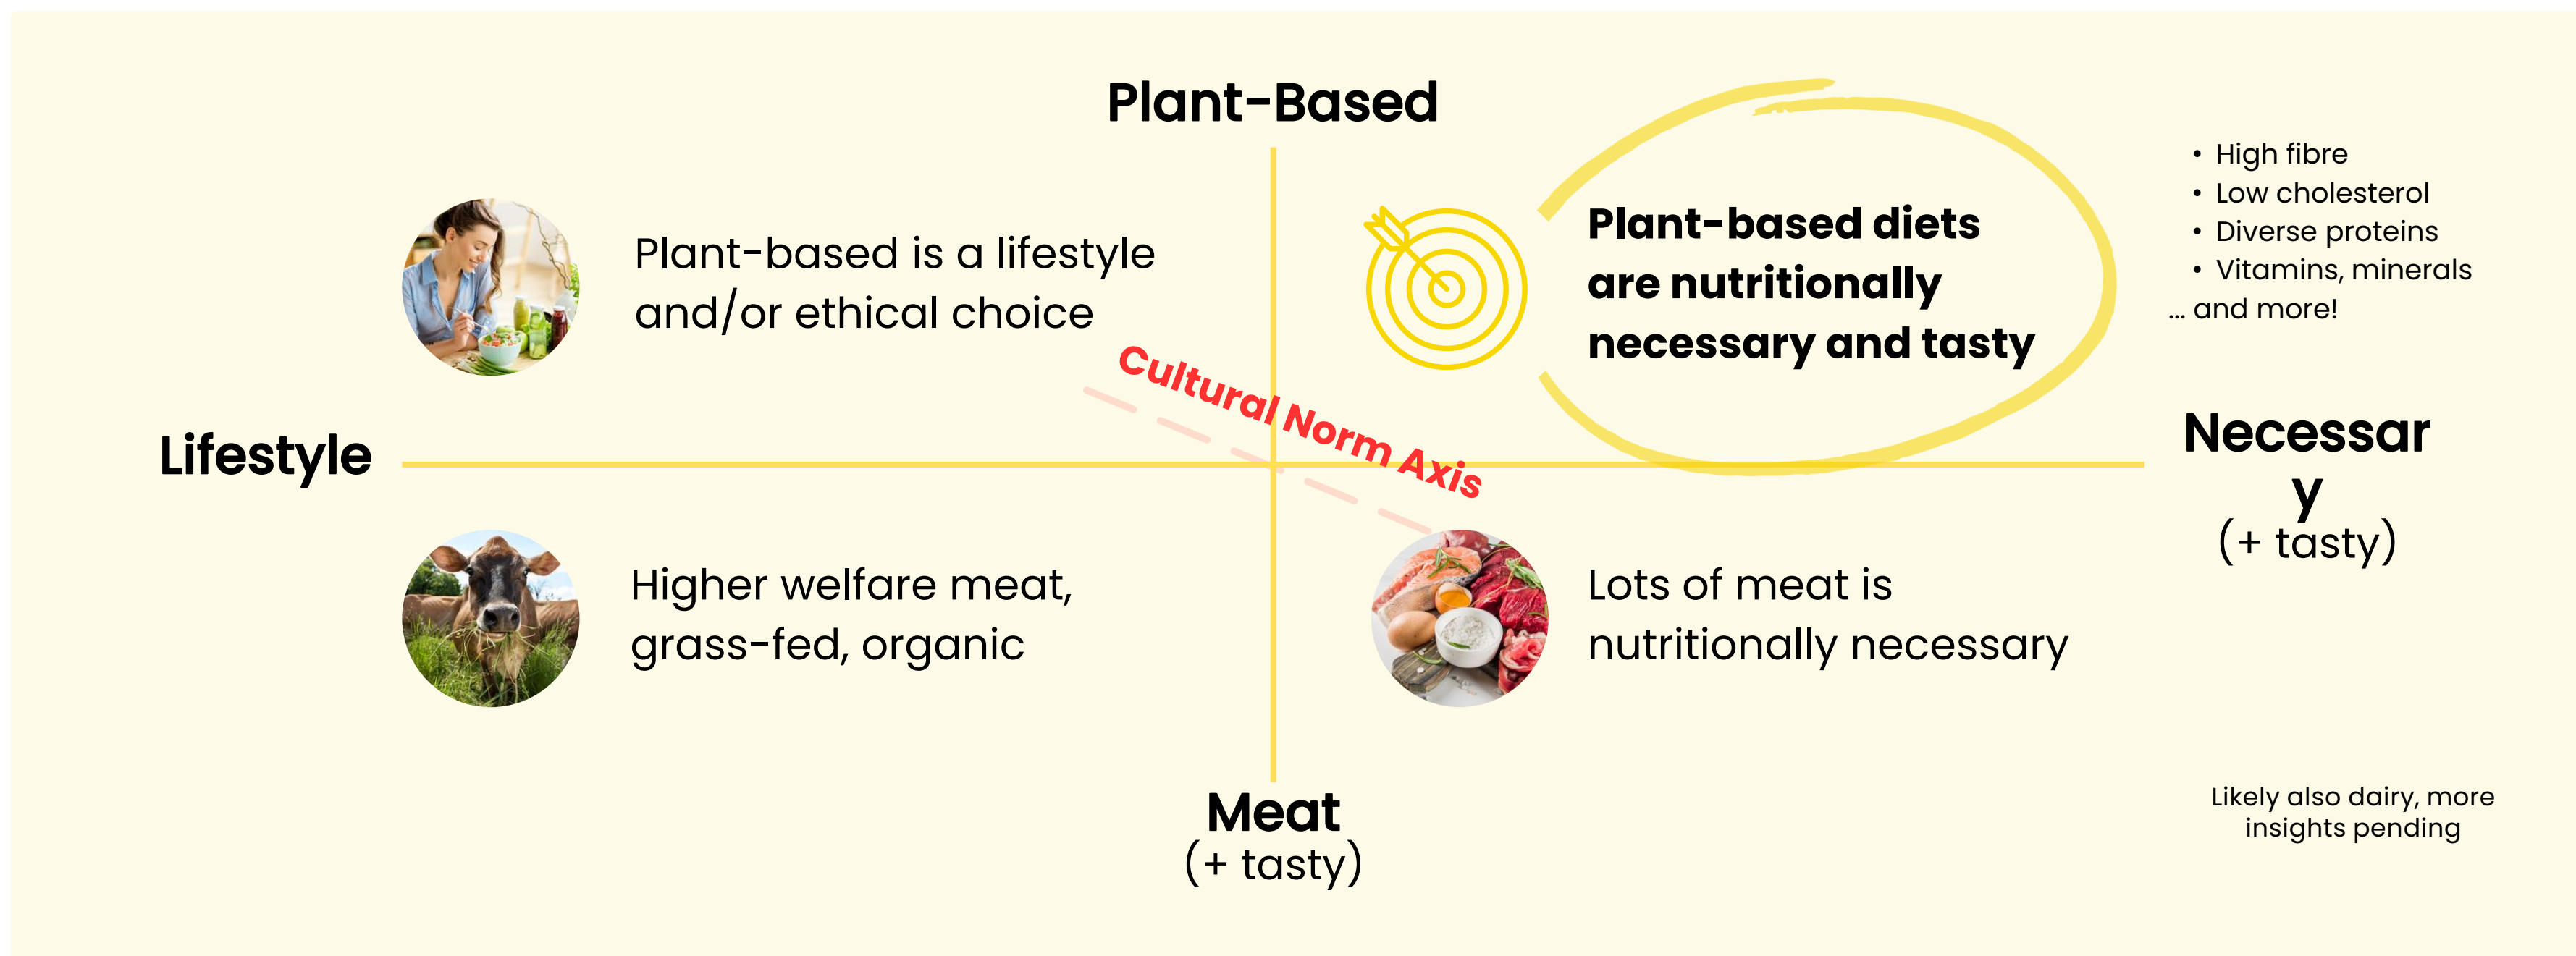 Plant-Based
• High fibre
• Low cholesterol
• Diverse proteins
• Vitamins, minerals
... and more!
Plant-based is a lifestyle
and/or ethical choice
Plant-based diets
are nutritionally
necessary and tasty
Cultural Norm Axis
Lifestyle
Necessar
y
(+ tasty)
Higher welfare meat,
grass-fed, organic
Lots of meat is
nutritionally necessary
Meat
(+ tasty)
Likely also dairy, more
insights pending